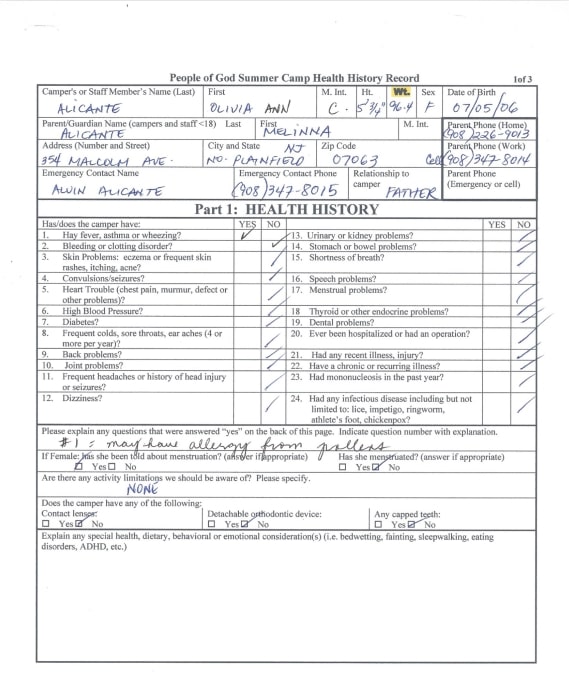 People of God Summer Camp Health History Record 1of 3
Camper's or Staff Member's Name (Last) First M. Int. Ht. Wt. Sex Date of Birth
ALICANTE OLIVIA ANN C. 5'3/4" 96.4 F 07/05/06
Parent/Guardian Name (campers and staff <18) Last First M. Int. Parent Phone (Home)
ALICANTE MELINNA (908) 226-9013
Address (Number and Street) City and State NJ Zip Code Parent Phone (Work)
354 MALCOLM AVE. NO. PLAINFIELD 07063 Cell (908) 347-8014
Emergency Contact Name Emergency Contact Phone Relationship to camper Parent Phone (Emergency or cell)
ALVIN ALICANTE (908) 347-8015 FATHER
Part 1: HEALTH HISTORY
Has/does the camper have: YES NO YES NO
1. Hay fever, asthma or wheezing? 13. Urinary or kidney problems?
2. Bleeding or clotting disorder? 14. Stomach or bowel problems?
3. Skin Problems: eczema or frequent skin rashes, itching, acne? 15. Shortness of breath?
4. Convulsions/seizures? 16. Speech problems?
5. Heart Trouble (chest pain, murmur, defect or other problems)? 17. Menstrual problems?
6. High Blood Pressure? 18 Thyroid or other endocrine problems?
7. Diabetes? 19. Dental problems?
8. Frequent colds, sore throats, ear aches (4 or more per year)? 20. Ever been hospitalized or had an operation?
9. Back problems? 21. Had any recent illness, injury?
10. Joint problems? 22. Have a chronic or recurring illness?
11. Frequent headaches or history of head injury or seizures? 23. Had mononucleosis in the past year?
12. Dizziness? 24. Had any infectious disease including but not limited to: lice, impetigo, ringworm, athlete's foot, chickenpox?
Please explain any questions that were answered "yes" on the back of this page. Indicate question number with explanation.
#1 = may have allergy from pollens
If Female: has she been told about menstruation? (answer if appropriate) Has she menstruated? (answer if appropriate)
Yes No Yes No
Are there any activity limitations we should be aware of? Please specify.
NONE
Does the camper have any of the following:
Contact lenses: Detachable orthodontic device: Any capped teeth:
Yes No Yes No Yes No
Explain any special health, dietary, behavioral or emotional consideration(s) (i.e. bedwetting, fainting, sleepwalking, eating
disorders, ADHD, etc.)